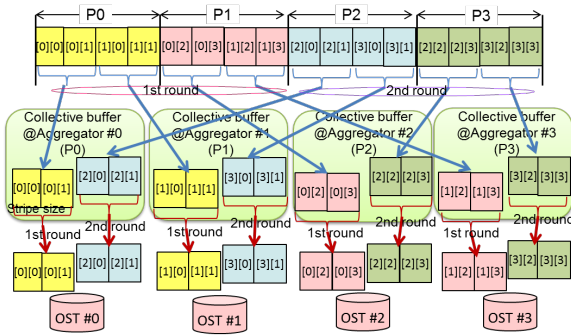 P0 P1 P2 P3
[0][0] [0][1] [1][0] [1][1] [0][2] [0][3] [1][2] [1][3] [2][0] [2][1] [3][0] [3][1] [2][2] [2][3] [3][2] [3][3]
1st round 2nd round
Collective buffer Collective buffer Collective buffer Collective buffer
@Aggregator #0 @Aggregator #1 @Aggregator #2 @Aggregator #3
(P0) (P1) (P2) (P3)
[0][0] [0][1] [2][0] [2][1] [1][0] [1][1] [3][0] [3][1] [0][2] [0][3] [2][2] [2][3] [1][2] [1][3] [3][2] [3][3]
Stripe size
1st round 2nd round 1st round 2nd round 1st round 2nd round 1st round 2nd round
[0][0] [0][1] [2][0] [2][1] [1][0] [1][1] [3][0] [3][1] [0][2] [0][3] [2][2] [2][3] [1][2] [1][3] [3][2] [3][3]
OST #0 OST #1 OST #2 OST #3